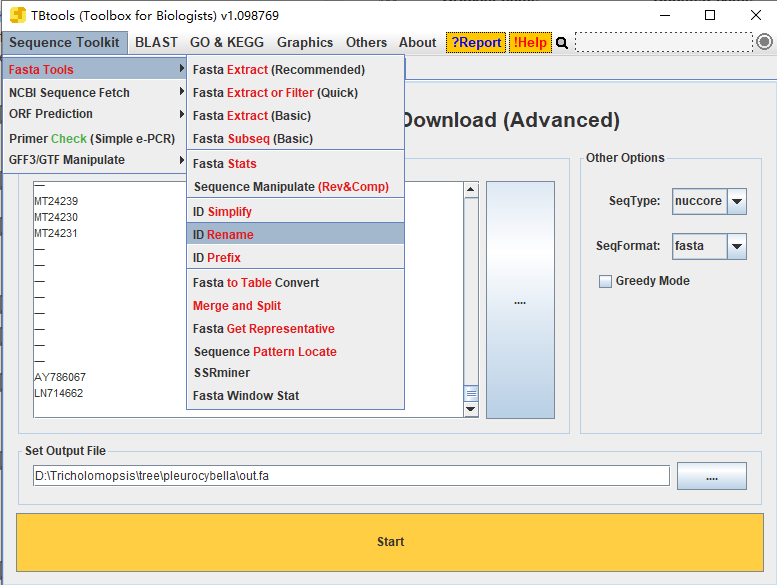 TBtools (Toolbox for Biologists) v1.098769
Sequence Toolkit BLAST GO & KEGG Graphics Others About ?Report !Help
Fasta Tools
NCBI Sequence Fetch
ORF Prediction
Primer Check (Simple e-PCR)
GFF3/GTF Manipulate
Fasta Extract (Recommended)
Fasta Extract or Filter (Quick)
Fasta Extract (Basic)
Fasta Subseq (Basic)
Fasta Stats
Sequence Manipulate (Rev&Comp)
ID Simplify
ID Rename
ID Prefix
Fasta to Table Convert
Merge and Split
Fasta Get Representative
Sequence Pattern Locate
SSRminer
Fasta Window Stat
Download (Advanced)
—
MT24239
MT24230
MT24231
—
—
—
—
—
—
—
—
AY786067
LN714662
....
Other Options
SeqType: nuccore
SeqFormat: fasta
Greedy Mode
Set Output File
D:\Tricholomopsis\tree\pleurocybella\out.fa
....
Start